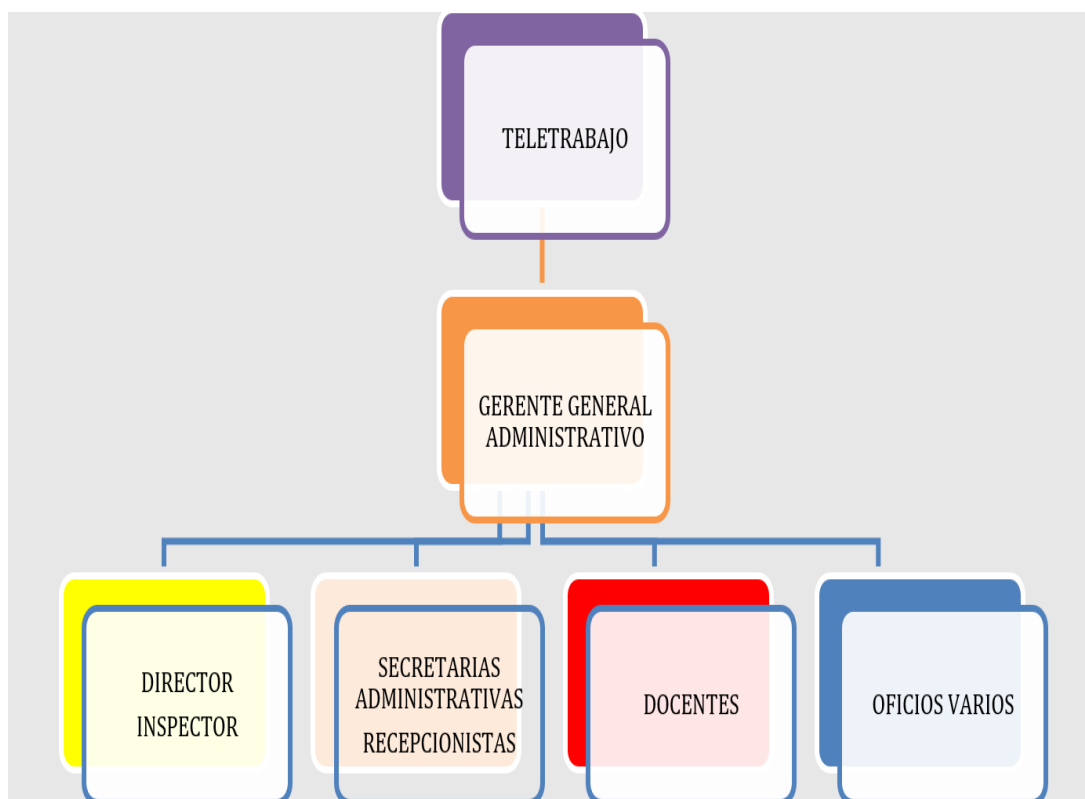 TELETRABAJO
GERENTE GENERAL
ADMINISTRATIVO
DIRECTOR
INSPECTOR
SECRETARIAS
ADMINISTRATIVAS
RECEPCIONISTAS
DOCENTES
OFICIOS VARIOS